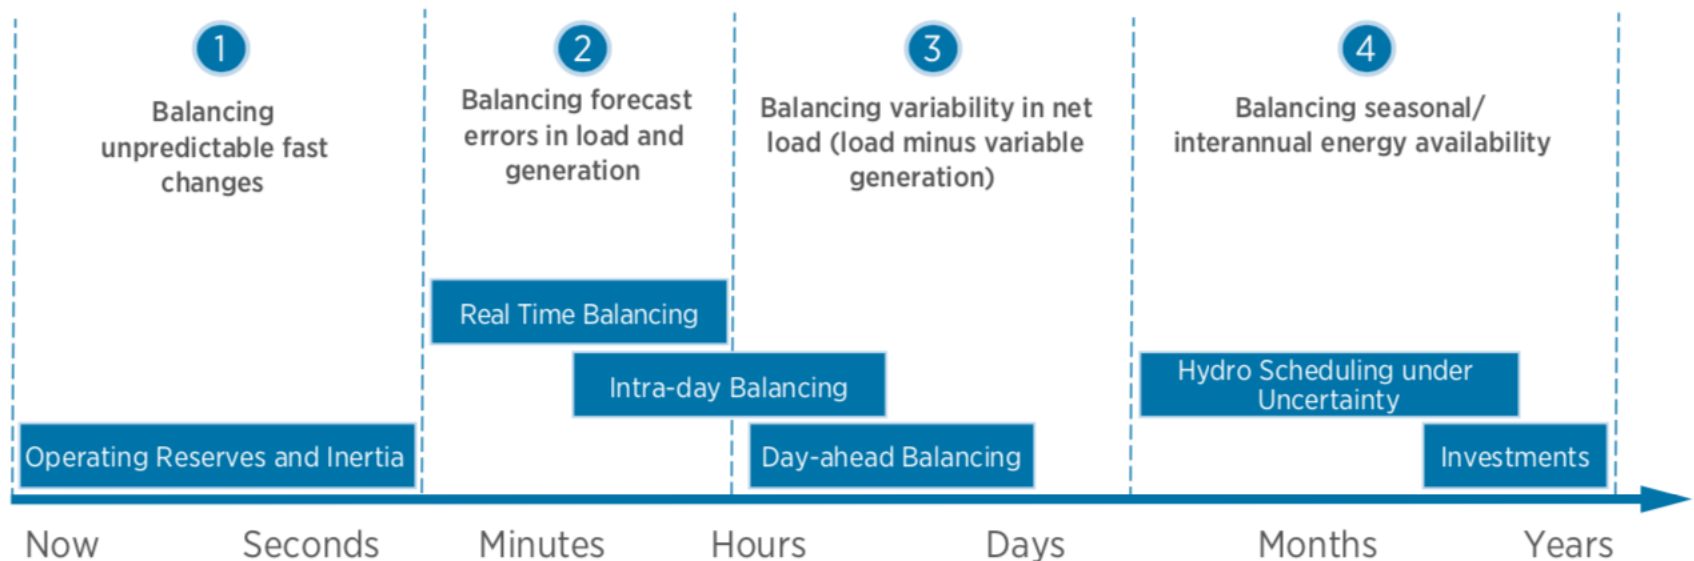 1
Balancing
unpredictable fast
changes
2
Balancing forecast
errors in load and
generation
3
Balancing variability in net
load (load minus variable
generation)
4
Balancing seasonal/
interannual energy availability
Real Time Balancing
Intra-day Balancing
Hydro Scheduling under
Uncertainty
Operating Reserves and Inertia
Day-ahead Balancing
Investments
Now
Seconds
Minutes
Hours
Days
Months
Years